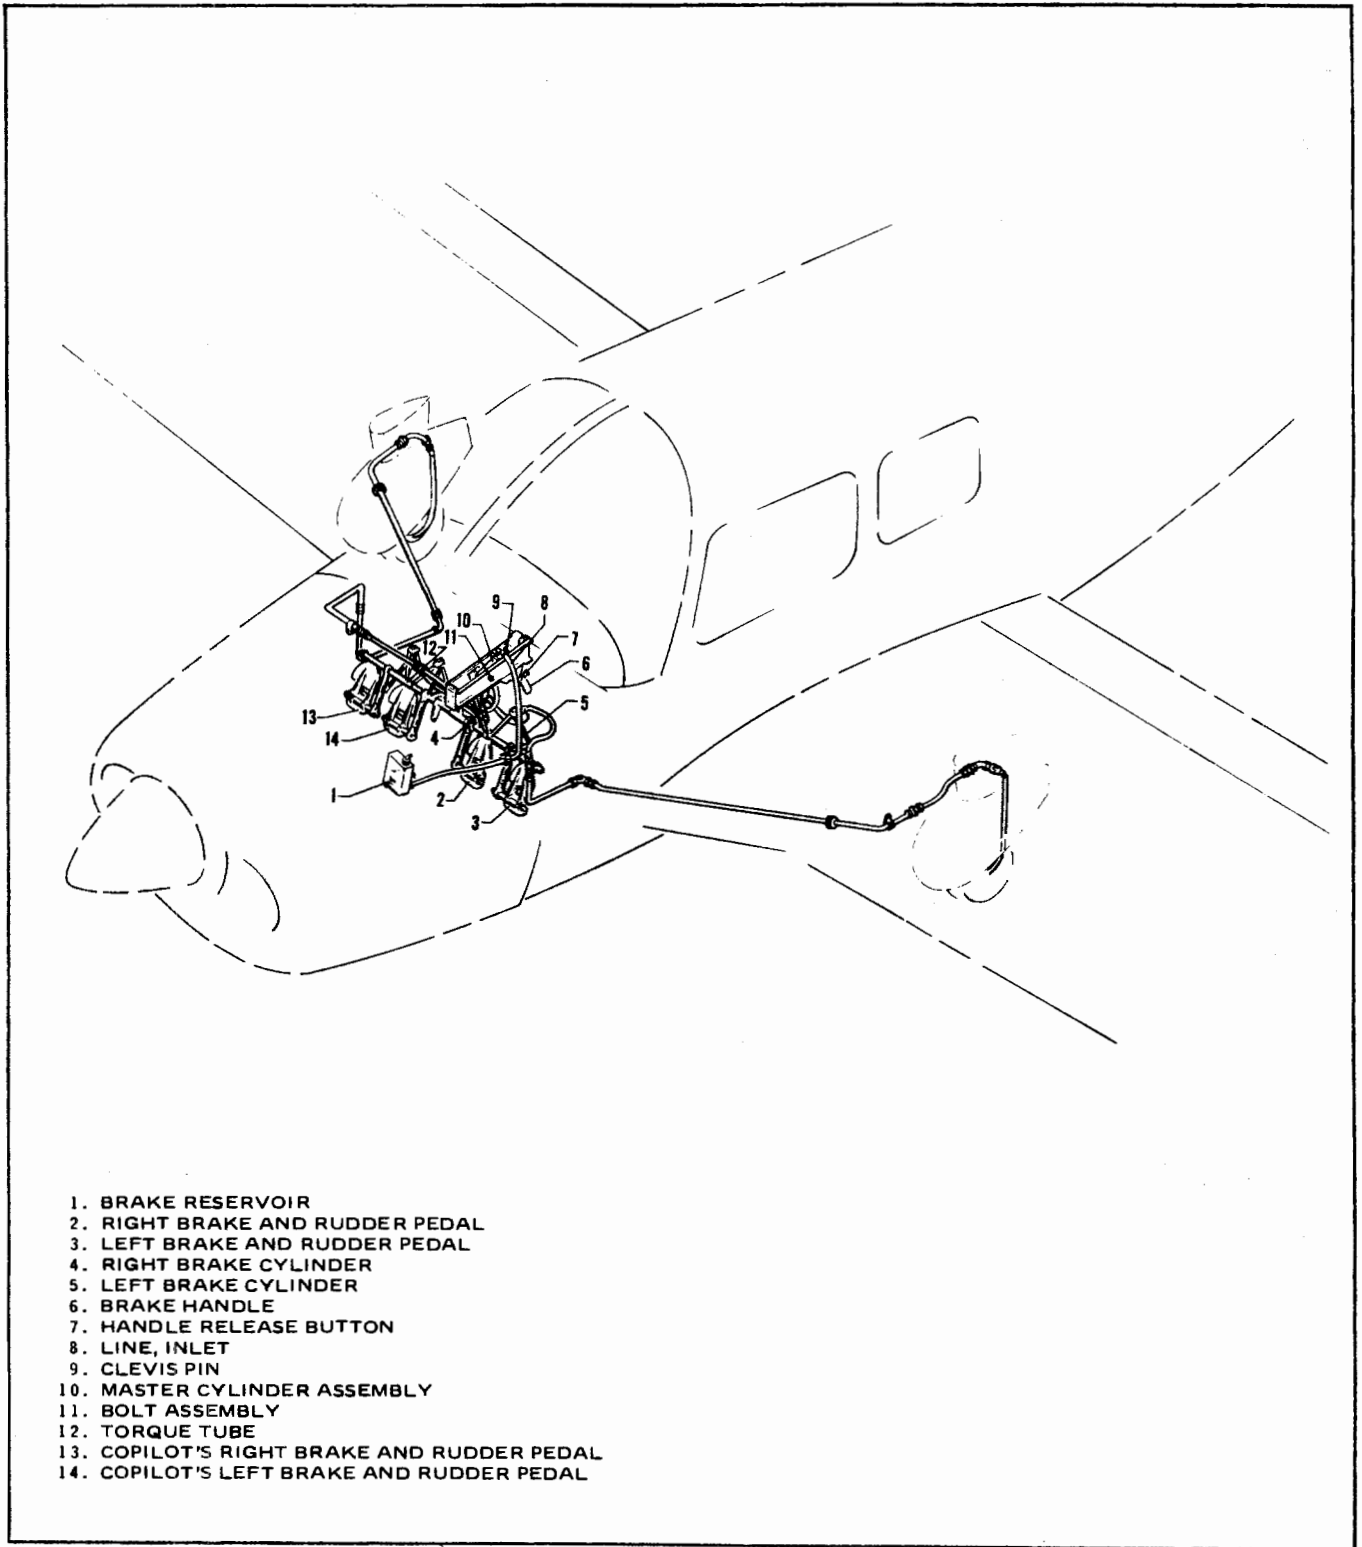 9
8
10
11
7
12
6
5
13
14
4
1
2
3
1. BRAKE RESERVOIR
2. RIGHT BRAKE AND RUDDER PEDAL
3. LEFT BRAKE AND RUDDER PEDAL
4. RIGHT BRAKE CYLINDER
5. LEFT BRAKE CYLINDER
6. BRAKE HANDLE
7. HANDLE RELEASE BUTTON
8. LINE, INLET
9. CLEVIS PIN
10. MASTER CYLINDER ASSEMBLY
11. BOLT ASSEMBLY
12. TORQUE TUBE
13. COPILOT'S RIGHT BRAKE AND RUDDER PEDAL
14. COPILOT'S LEFT BRAKE AND RUDDER PEDAL